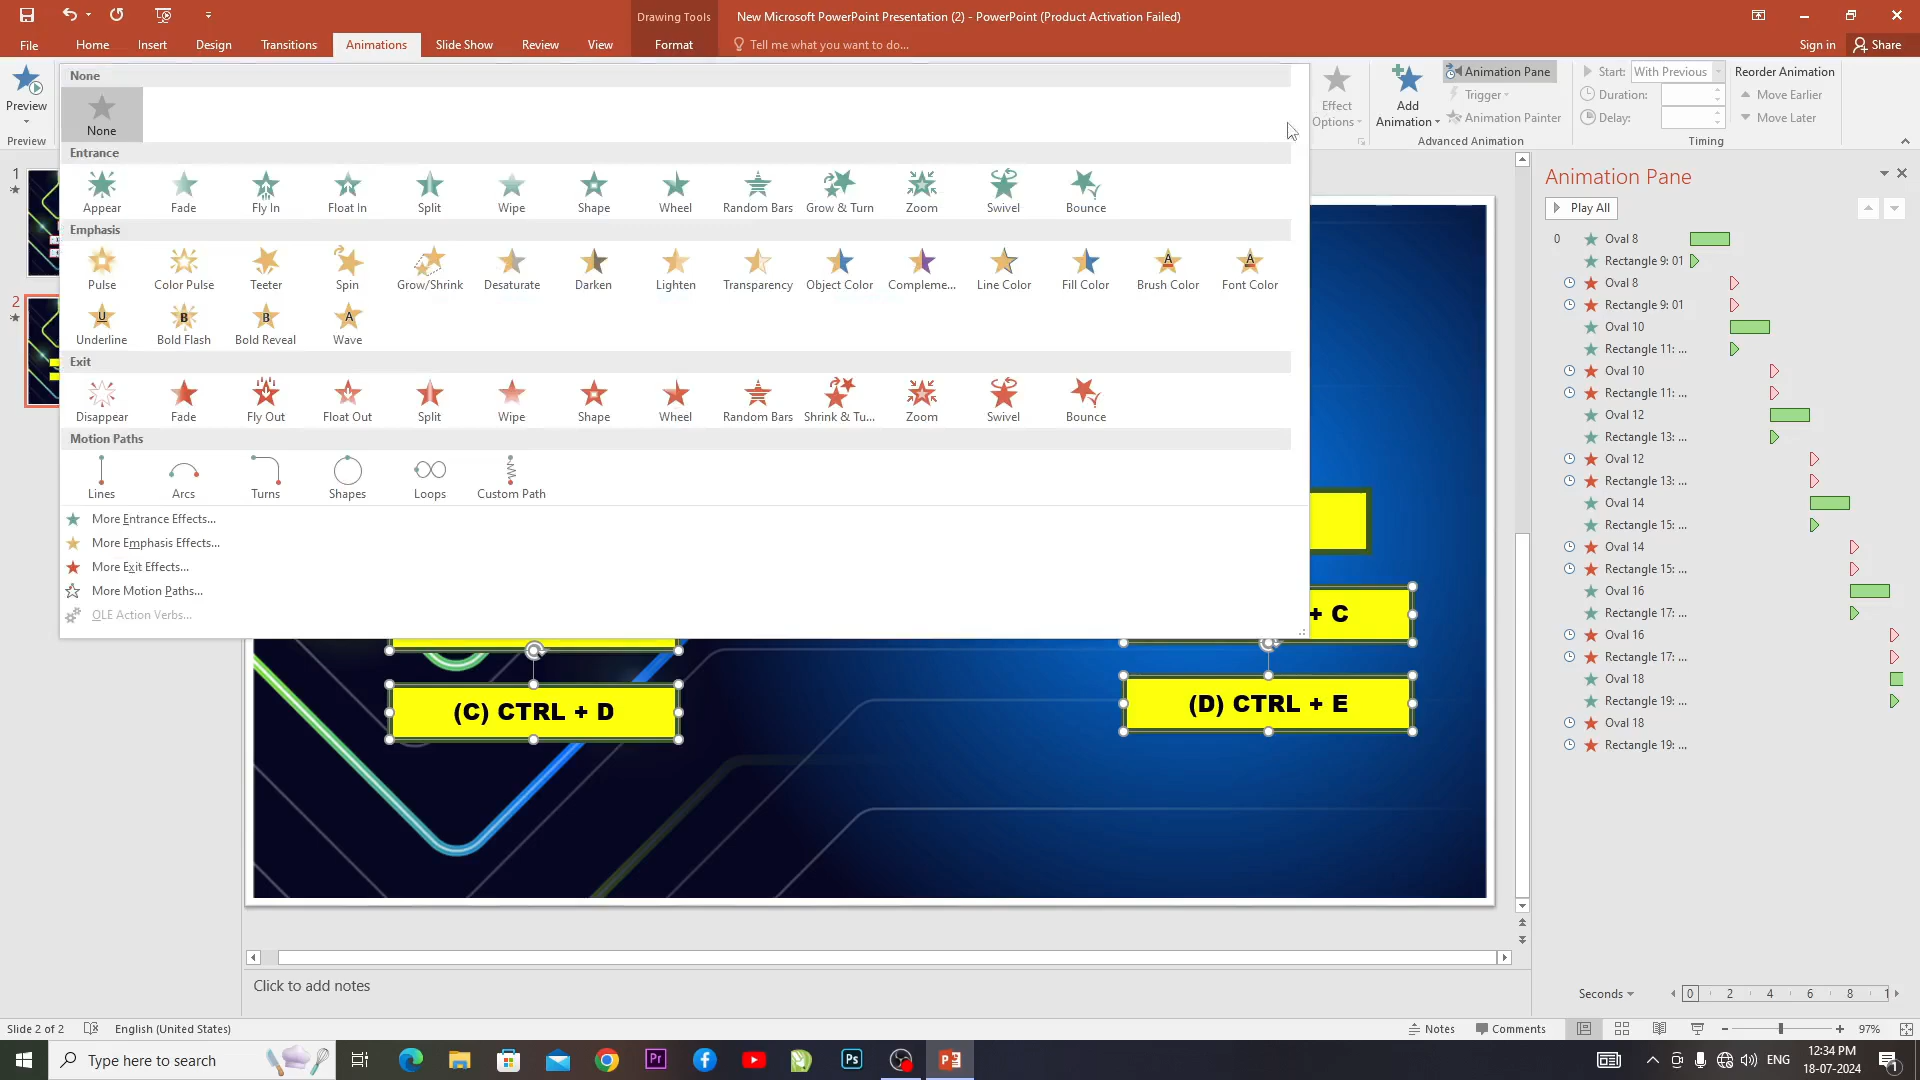 Drawing Tools
New Microsoft PowerPoint Presentation (2) - PowerPoint (Product Activation Failed)
File Home Insert Design Transitions Animations Slide Show Review View Format Tell me what you want to do... Sign in Share
Preview
Preview
None
None
Entrance
Appear Fade Fly In Float In Split Wipe Shape Wheel Random Bars Grow & Turn Zoom Swivel Bounce
Emphasis
Pulse Color Pulse Teeter Spin Grow/Shrink Desaturate Darken Lighten Transparency Object Color Compleme... Line Color Fill Color Brush Color Font Color
Underline Bold Flash Bold Reveal Wave
Exit
Disappear Fade Fly Out Float Out Split Wipe Shape Wheel Random Bars Shrink & Tu... Zoom Swivel Bounce
Motion Paths
Lines Arcs Turns Shapes Loops Custom Path
More Entrance Effects...
More Emphasis Effects...
More Exit Effects...
More Motion Paths...
OLE Action Verbs...
Effect
Options
Add
Animation
Animation Pane
Trigger
Animation Painter
Advanced Animation
Start: With Previous
Duration:
Delay:
Timing
Reorder Animation
Move Earlier
Move Later
1
2
+ C
(C) CTRL + D
(D) CTRL + E
Animation Pane
Play All
0 Oval 8
Rectangle 9: 01
Oval 8
Rectangle 9: 01
Oval 10
Rectangle 11: ...
Oval 10
Rectangle 11: ...
Oval 12
Rectangle 13: ...
Oval 12
Rectangle 13: ...
Oval 14
Rectangle 15: ...
Oval 14
Rectangle 15: ...
Oval 16
Rectangle 17: ...
Oval 16
Rectangle 17: ...
Oval 18
Rectangle 19: ...
Oval 18
Rectangle 19: ...
Seconds 0 2 4 6 8 1
Click to add notes
Slide 2 of 2 English (United States) Notes Comments 97%
Type here to search
Pr
Ps
ENG
12:34 PM
18-07-2024
1